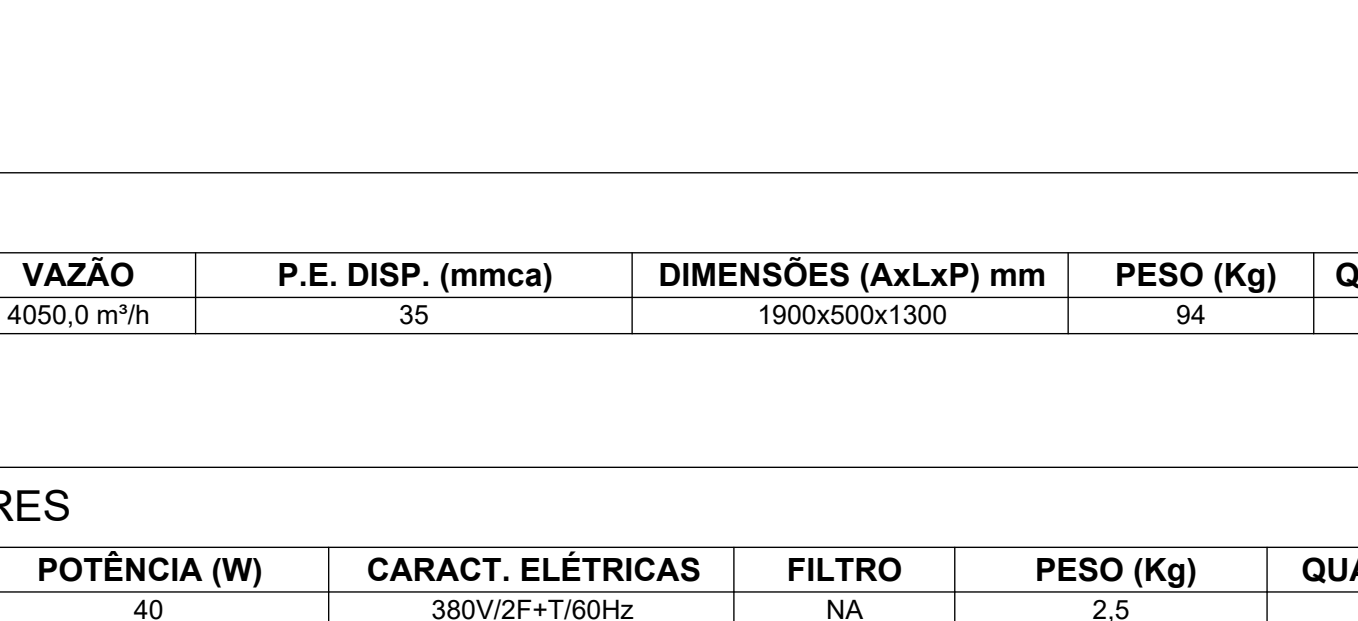 VAZÃO P.E. DISP. (mmca) DIMENSÕES (AxLxP) mm PESO (Kg)
4050,0 m³/h 35 1900x500x1300 94
RES
POTÊNCIA (W) CARACT. ELÉTRICAS FILTRO PESO (Kg) QUA
40 380V/2F+T/60Hz NA 2,5